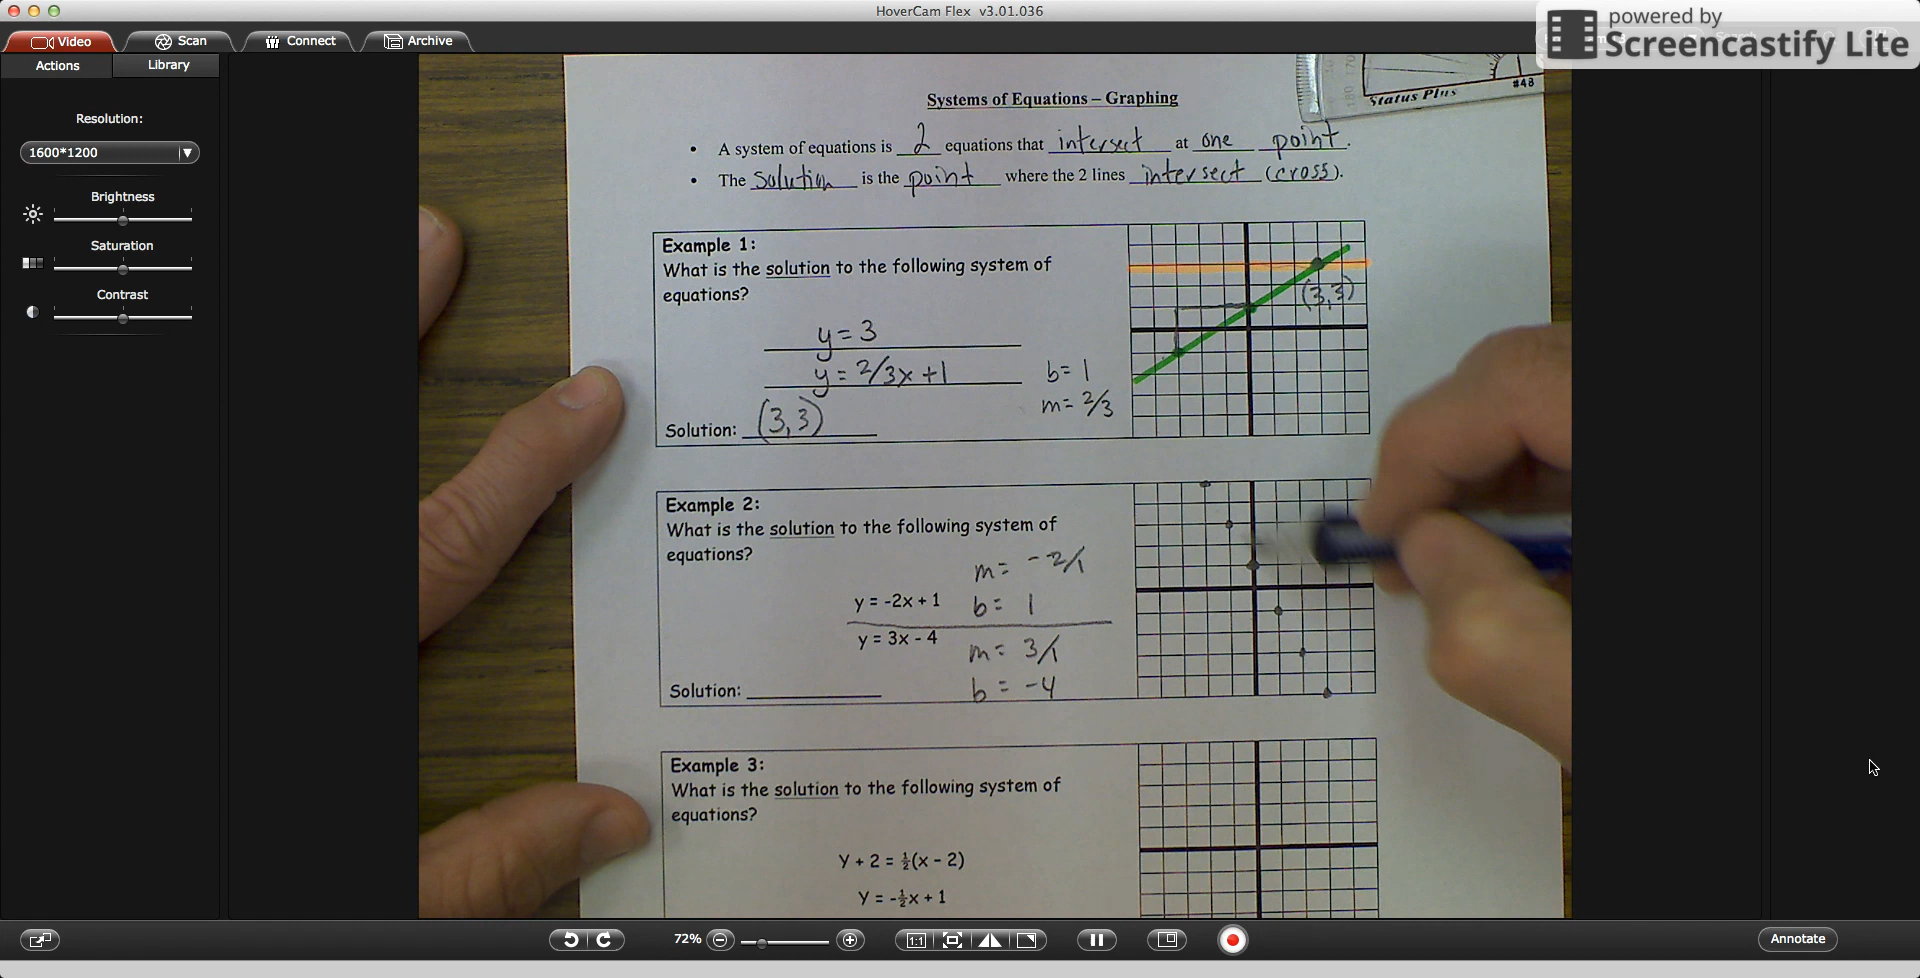 HoverCam Flex v3.01.036
powered by
Screencastify Lite
Video
Scan
Connect
Archive
Actions
Library
Resolution:
1600*1200
Brightness
Saturation
Contrast
Status Plus
#48
180 170
Systems of Equations – Graphing
• A system of equations is 2 equations that intersect at one point.
• The solution is the point where the 2 lines intersect (cross).
Example 1:
What is the solution to the following system of
equations?
y = 3
y = 2/3x + 1
b = 1
m = 2/3
Solution: (3,3)
(3,3)
Example 2:
What is the solution to the following system of
equations?
m = -2/1
y = -2x + 1 b = 1
y = 3x - 4 m = 3/1
Solution: b = -4
Example 3:
What is the solution to the following system of
equations?
Y + 2 = ½(x - 2)
Y = -½x + 1
72%
1:1
Annotate